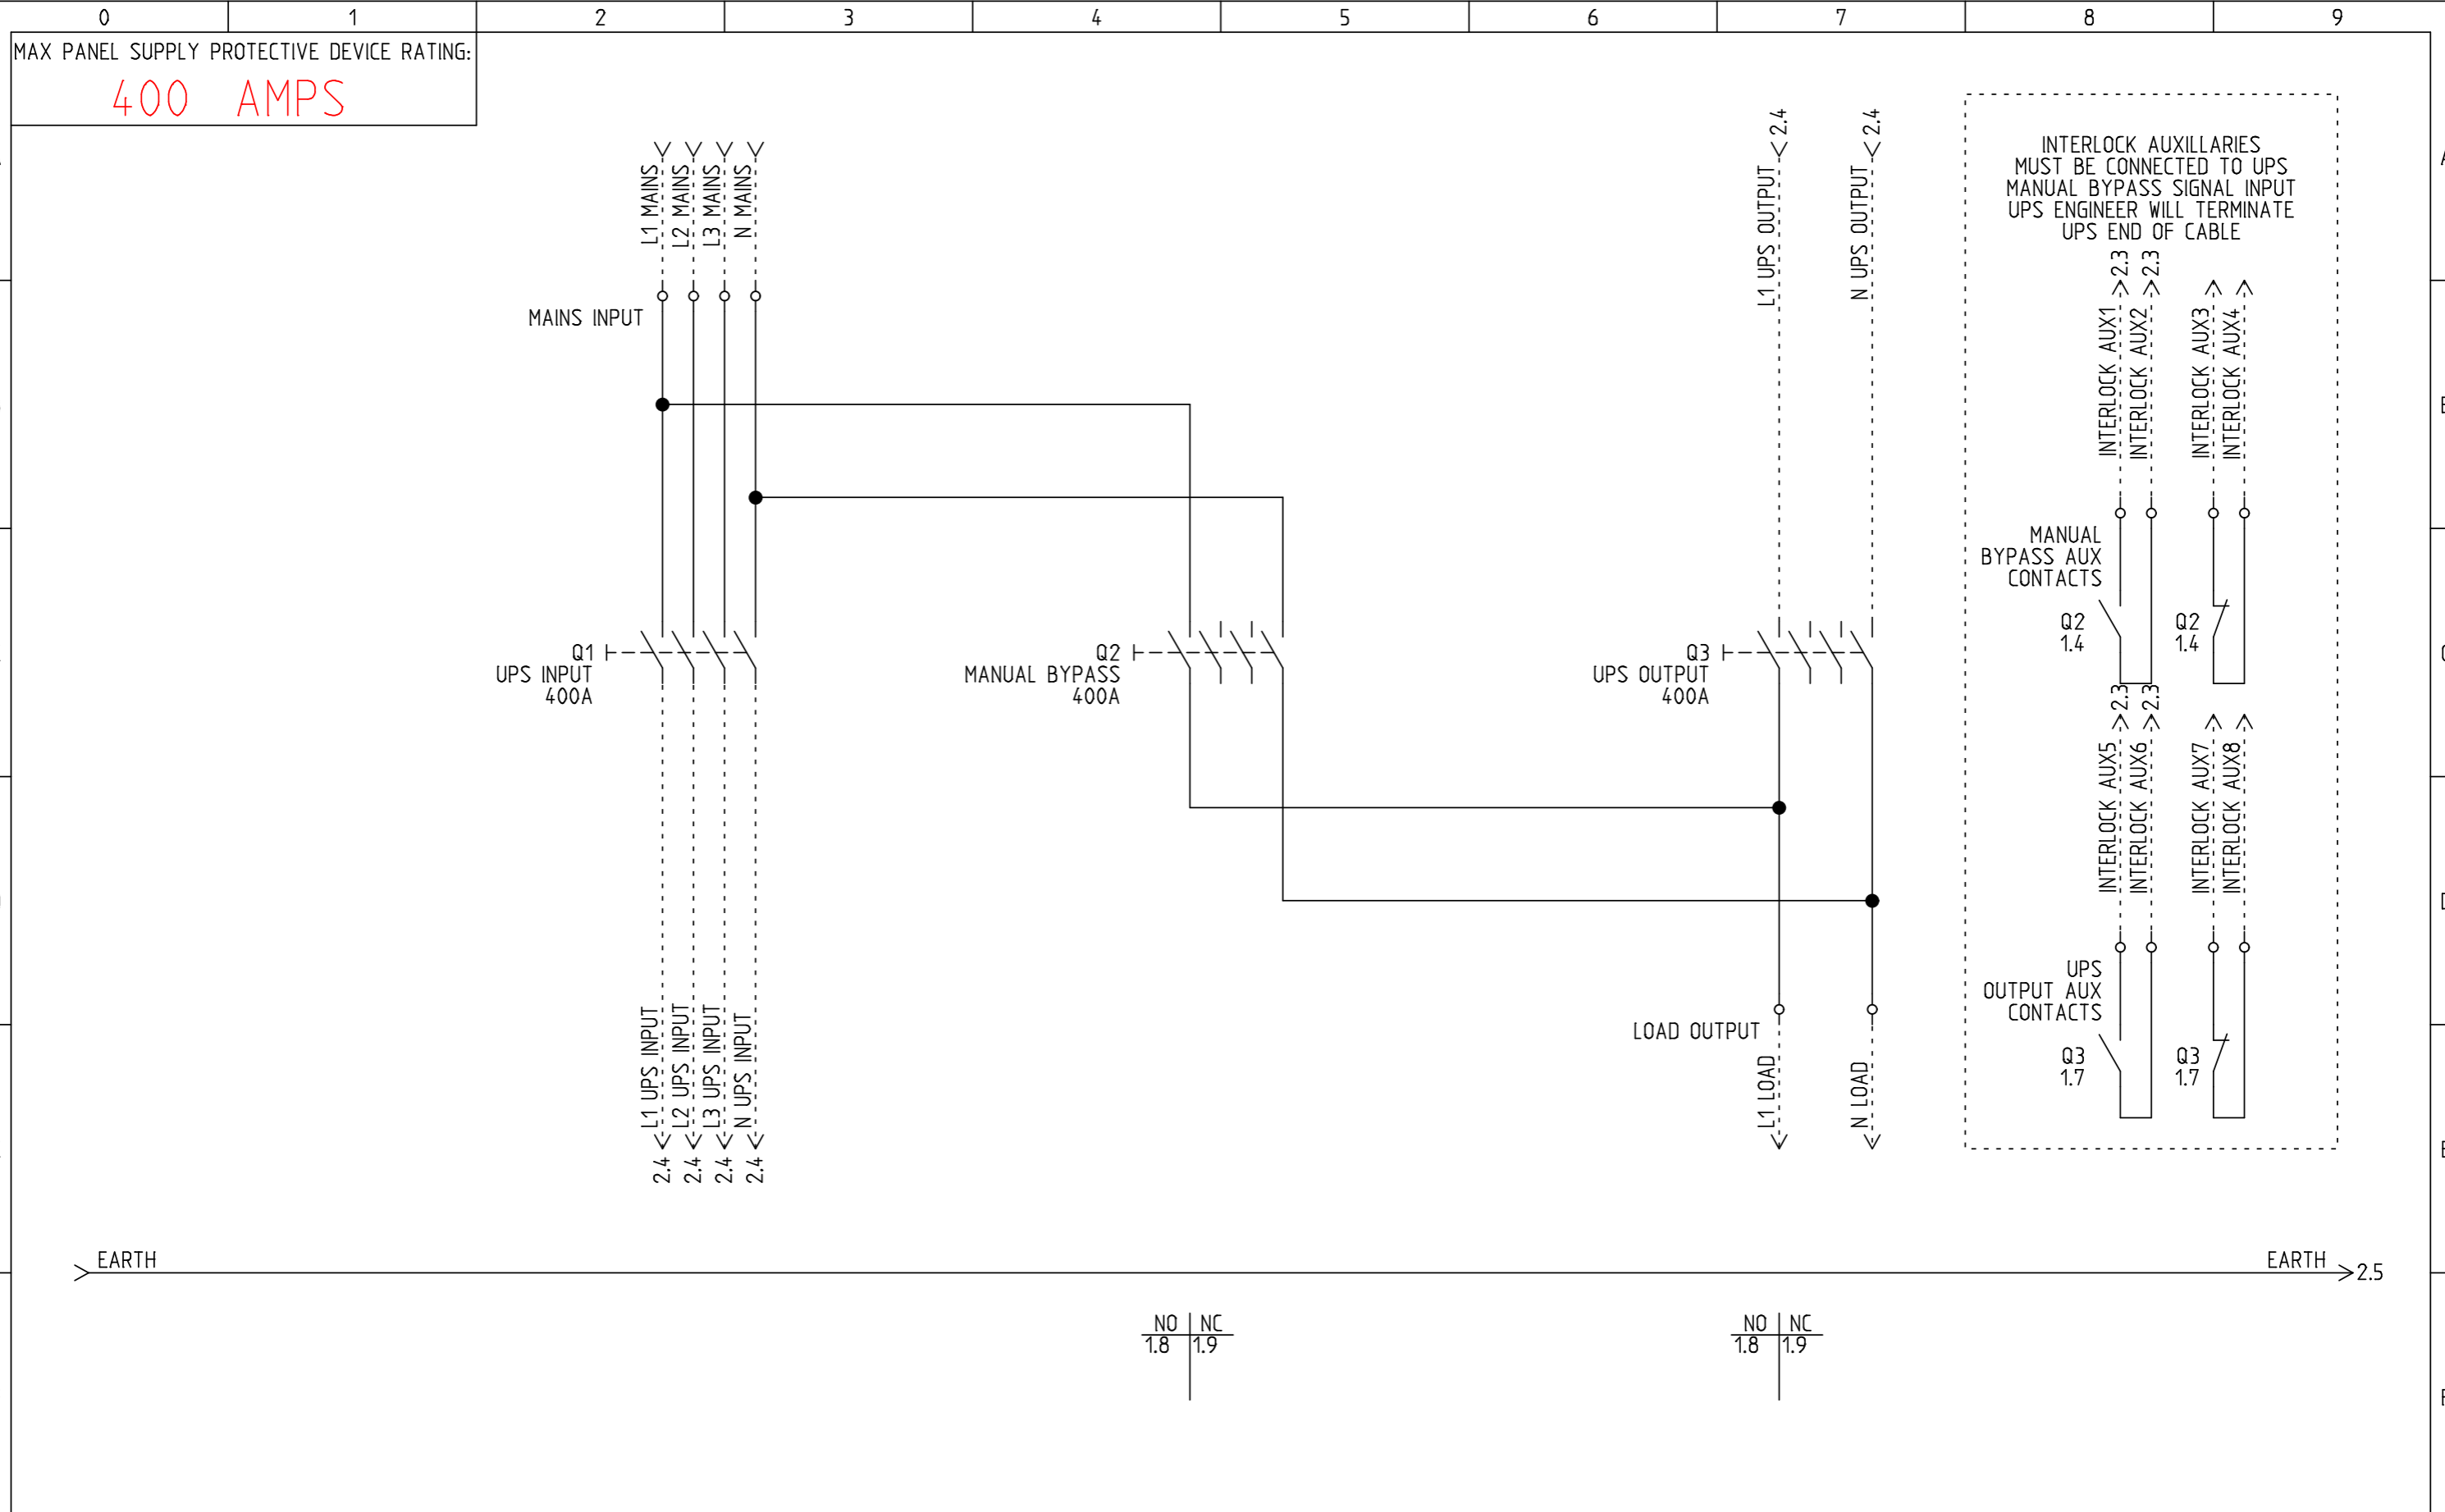 0 1 2 3 4 5 6 7 8 9
MAX PANEL SUPPLY PROTECTIVE DEVICE RATING:
400 AMPS
L1 MAINS
L2 MAINS
L3 MAINS
N MAINS
MAINS INPUT
Q1
UPS INPUT
400A
L1 UPS INPUT
L2 UPS INPUT
L3 UPS INPUT
N UPS INPUT
2.4
2.4
2.4
2.4
Q2
MANUAL BYPASS
400A
2.4
2.4
L1 UPS OUTPUT
N UPS OUTPUT
Q3
UPS OUTPUT
400A
LOAD OUTPUT
L1 LOAD
N LOAD
INTERLOCK AUXILLARIES
MUST BE CONNECTED TO UPS
MANUAL BYPASS SIGNAL INPUT
UPS ENGINEER WILL TERMINATE
UPS END OF CABLE
2.3
2.3
INTERLOCK AUX1
INTERLOCK AUX2
INTERLOCK AUX3
INTERLOCK AUX4
MANUAL
BYPASS AUX
CONTACTS
Q2
1.4
Q2
1.4
2.3
2.3
INTERLOCK AUX5
INTERLOCK AUX6
INTERLOCK AUX7
INTERLOCK AUX8
UPS
OUTPUT AUX
CONTACTS
Q3
1.7
Q3
1.7
EARTH
EARTH
2.5
NO NC
1.8 1.9
NO NC
1.8 1.9